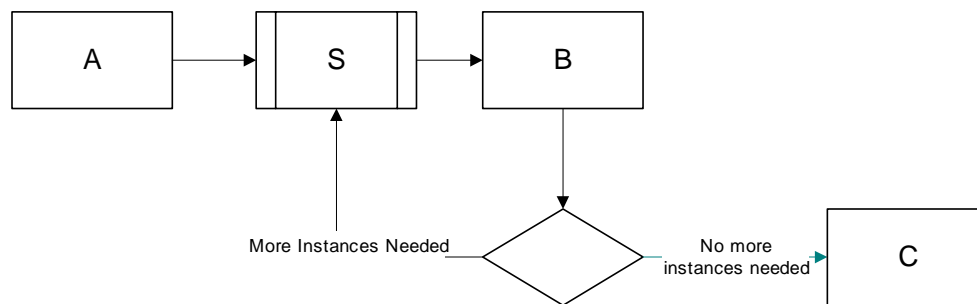 A
S
B
More Instances Needed
No more
instances needed
C